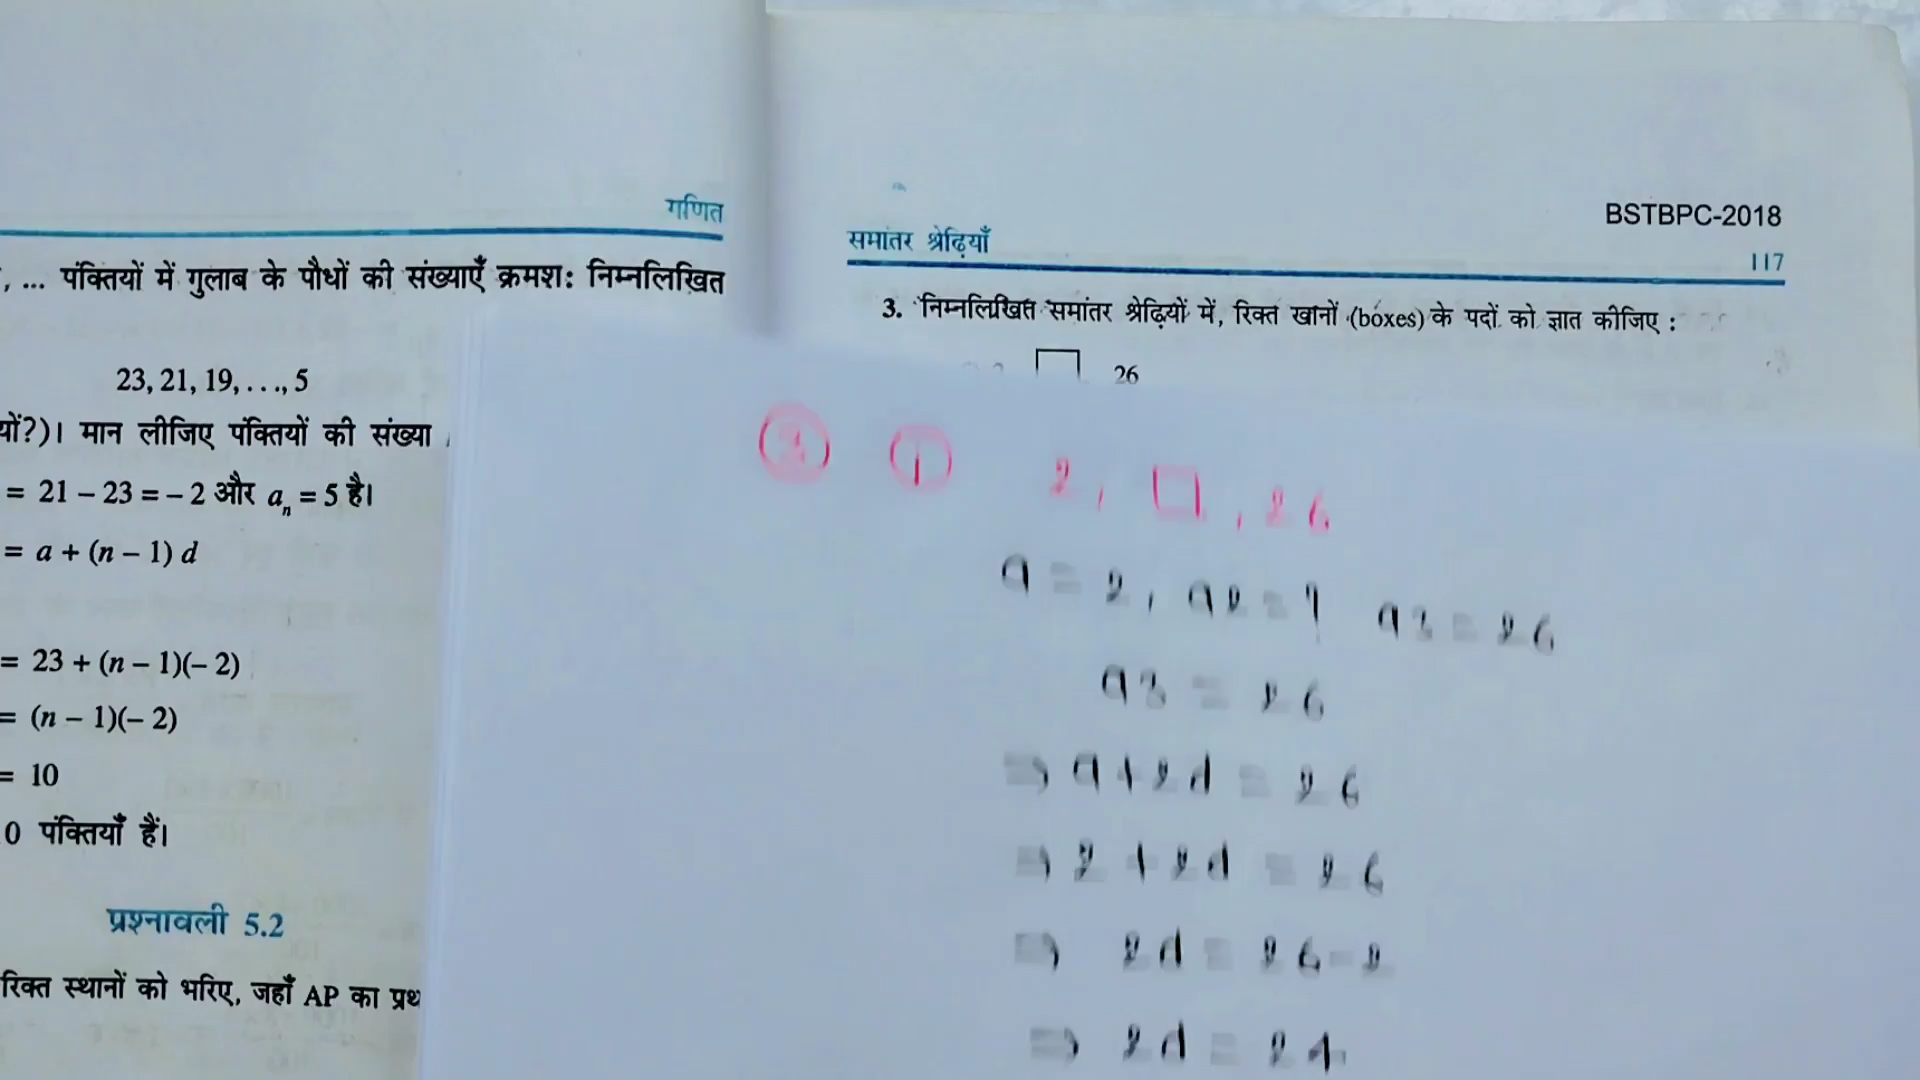 गणित
, ... पंक्तियों में गुलाब के पौधों की संख्याएँ क्रमश: निम्नलिखित
23, 21, 19, . . ., 5
यों?)। मान लीजिए पंक्तियों की संख्या
= 21 – 23 = – 2 और aₙ = 5 है।
= a + (n – 1) d
= 23 + (n – 1)(– 2)
= (n – 1)(– 2)
= 10
0 पंक्तियाँ हैं।
प्रश्नावली 5.2
रिक्त स्थानों को भरिए, जहाँ AP का प्रथ
BSTBPC-2018
समांतर श्रेढ़ियाँ
117
3. निम्नलिखित समांतर श्रेढ़ियों में, रिक्त खानों (boxes) के पदों को ज्ञात कीजिए :
26
3 1 2, □, 26
a = 2, a2 = ? a3 = 26
a3 = 26
⇒ a + 2d = 26
⇒ 2 + 2d = 26
⇒ 2d = 26 - 2
⇒ 2d = 24